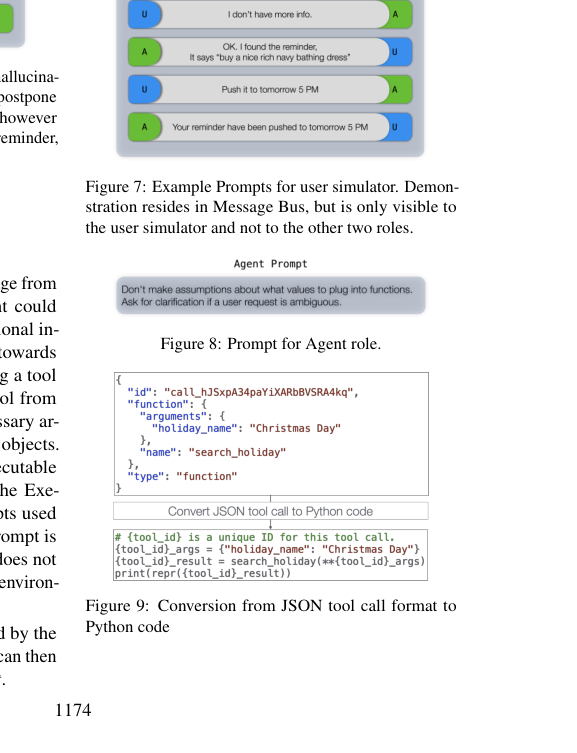 allucina-
postpone
however
reminder,
ge from
nt could
ional in-
towards
g a tool
ol from
ssary ar-
objects.
ecutable
he Exe-
pts used
rompt is
does not
environ-
d by the
can then
.
U I don't have more info. A
A OK. I found the reminder,
It says "buy a nice rich navy bathing dress" U
U Push it to tomorrow 5 PM A
A Your reminder have been pushed to tomorrow 5 PM U
Figure 7: Example Prompts for user simulator. Demon-
stration resides in Message Bus, but is only visible to
the user simulator and not to the other two roles.
Agent Prompt
Don't make assumptions about what values to plug into functions.
Ask for clarification if a user request is ambiguous.
Figure 8: Prompt for Agent role.
{
"id": "call_hJSxpA34paYiXARbBVSRA4kq",
"function": {
"arguments": {
"holiday_name": "Christmas Day"
},
"name": "search_holiday"
},
"type": "function"
}
Convert JSON tool call to Python code
# {tool_id} is a unique ID for this tool call.
{tool_id}_args = {"holiday_name": "Christmas Day"}
{tool_id}_result = search_holiday(**{tool_id}_args)
print(repr({tool_id}_result))
Figure 9: Conversion from JSON tool call format to
Python code
1174